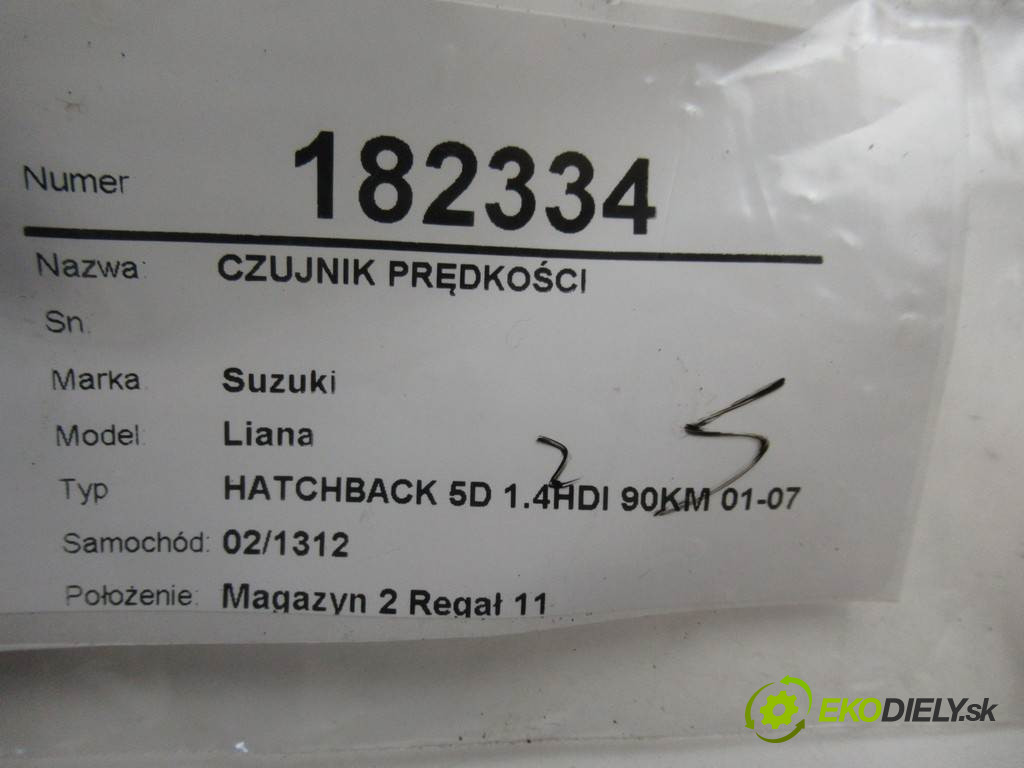 Numer 182334
Nazwa: CZUJNIK PRĘDKOŚCI
Sn:
Marka: Suzuki
Model: Liana
Typ HATCHBACK 5D 1.4HDI 90KM 01-07
Samochód: 02/1312
Położenie: Magazyn 2 Regał 11
2 5
EKODIELY.sk